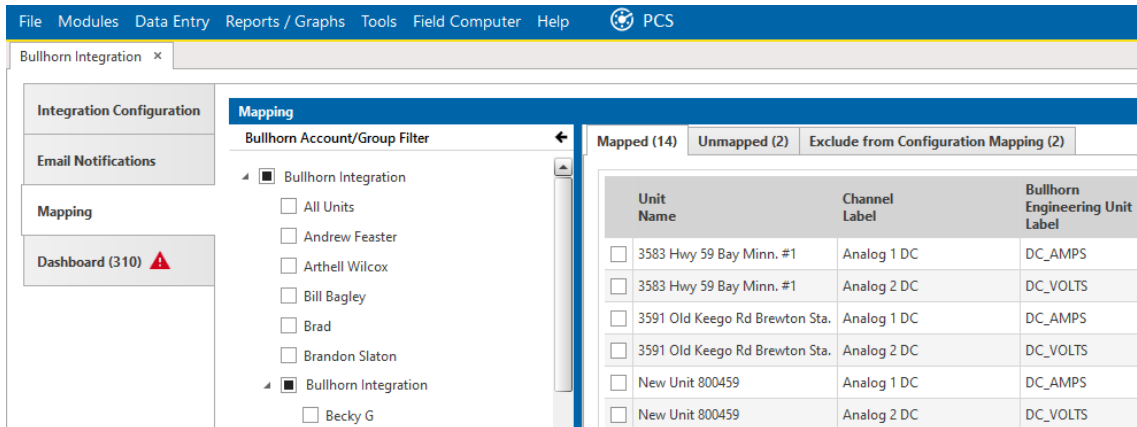 File Modules Data Entry Reports / Graphs Tools Field Computer Help PCS
Bullhorn Integration ×
Integration Configuration
Email Notifications
Mapping
Dashboard (310)
Mapping
Bullhorn Account/Group Filter
Bullhorn Integration
All Units
Andrew Feaster
Arthell Wilcox
Bill Bagley
Brad
Brandon Slaton
Bullhorn Integration
Becky G
Mapped (14) Unmapped (2) Exclude from Configuration Mapping (2)
Unit Name Channel Label Bullhorn Engineering Unit Label
3583 Hwy 59 Bay Minn. #1 Analog 1 DC DC_AMPS
3583 Hwy 59 Bay Minn. #1 Analog 2 DC DC_VOLTS
3591 Old Keego Rd Brewton Sta. Analog 1 DC DC_AMPS
3591 Old Keego Rd Brewton Sta. Analog 2 DC DC_VOLTS
New Unit 800459 Analog 1 DC DC_AMPS
New Unit 800459 Analog 2 DC DC_VOLTS